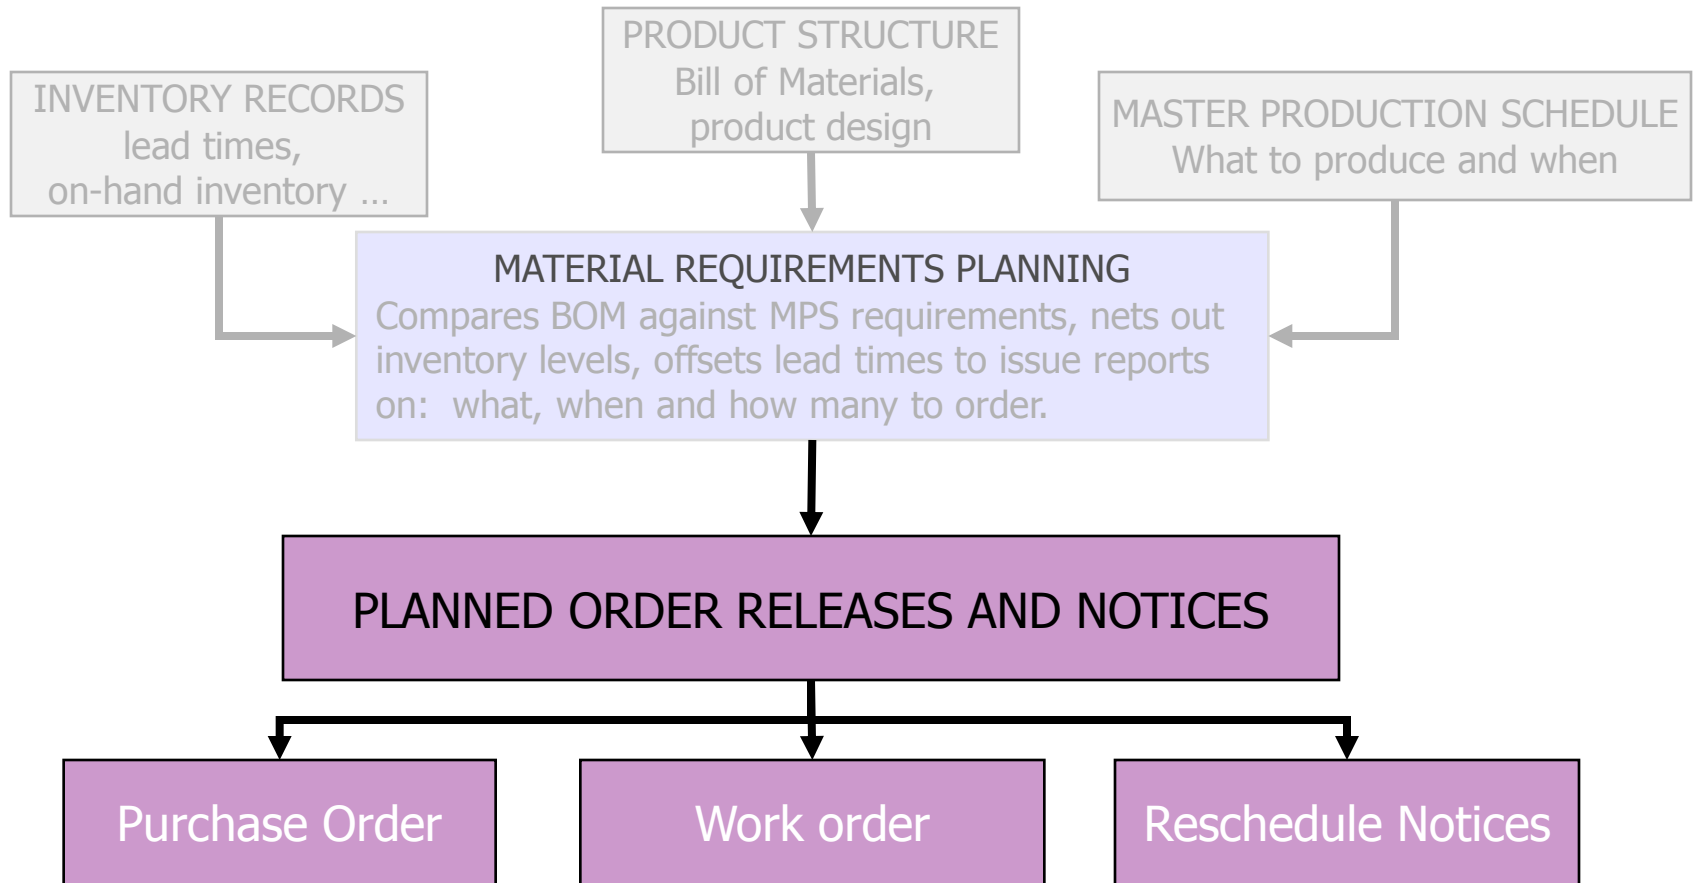 PRODUCT STRUCTURE
Bill of Materials,
product design
INVENTORY RECORDS
lead times,
on-hand inventory ...
MASTER PRODUCTION SCHEDULE
What to produce and when
MATERIAL REQUIREMENTS PLANNING
Compares BOM against MPS requirements, nets out
inventory levels, offsets lead times to issue reports
on: what, when and how many to order.
PLANNED ORDER RELEASES AND NOTICES
Purchase Order
Work order
Reschedule Notices